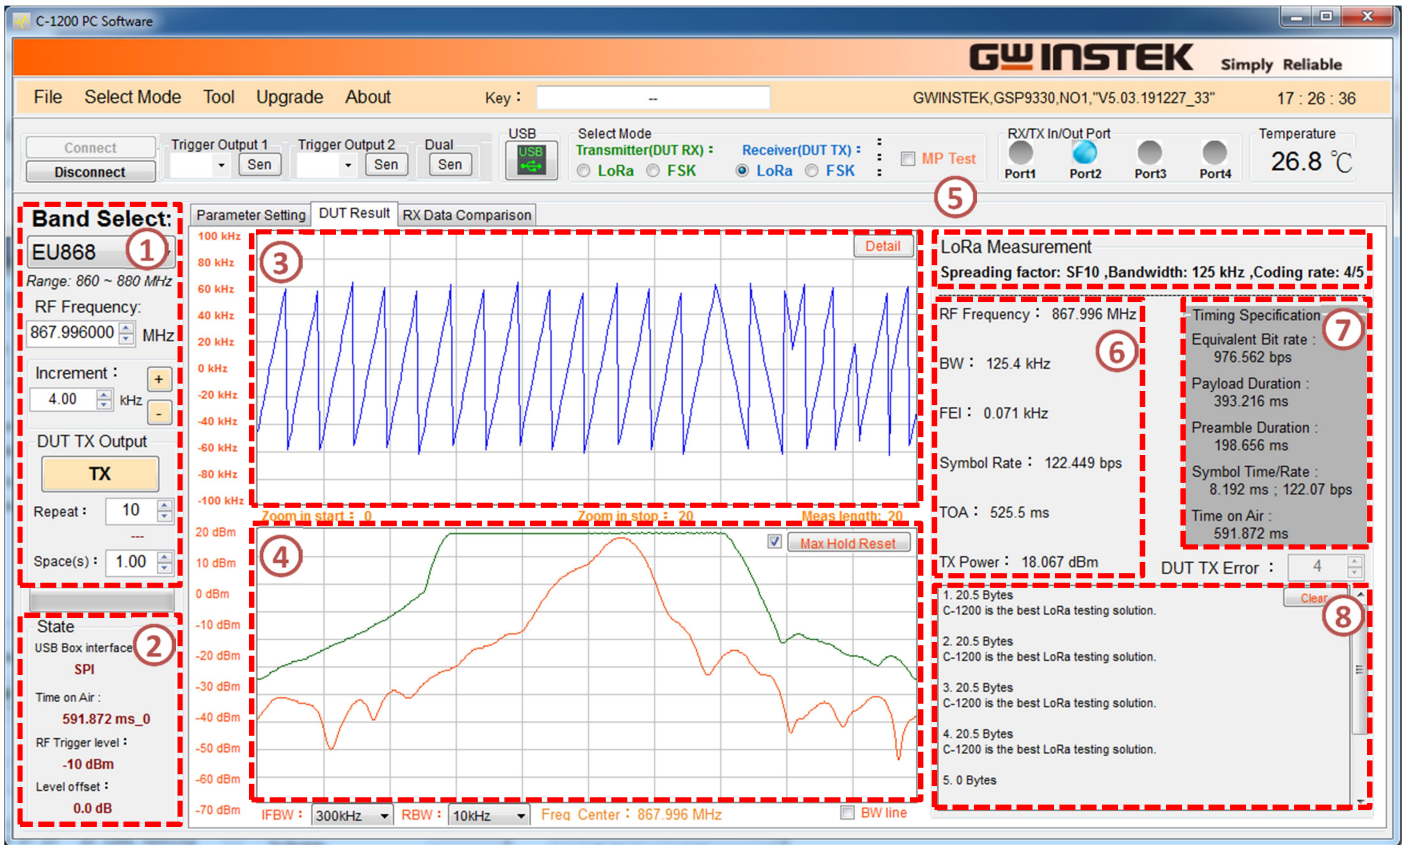 C-1200 PC Software
GWINSTEK Simply Reliable
File Select Mode Tool Upgrade About Key : -- GWINSTEK,GSP9330,NO1,"V5.03.191227_33" 17 : 26 : 36
Connect
Disconnect
Trigger Output 1
Sen
Trigger Output 2
Sen
Dual
Sen
USB
USB
Select Mode
Transmitter(DUT RX) : Receiver(DUT TX) :
LoRa FSK LoRa FSK
MP Test
RX/TX In/Out Port
Port1 Port2 Port3 Port4
Temperature
26.8 ℃
Band Select:
EU868
1
Range: 860 ~ 880 MHz
RF Frequency:
867.996000 MHz
Increment :
4.00 kHz
+
-
DUT TX Output
TX
Repeat : 10
---
Space(s) : 1.00
State
2
USB Box interface
SPI
Time on Air :
591.872 ms_0
RF Trigger level :
-10 dBm
Level offset :
0.0 dB
Parameter Setting DUT Result RX Data Comparison
3
Detail
100 kHz
80 kHz
60 kHz
40 kHz
20 kHz
0 kHz
-20 kHz
-40 kHz
-60 kHz
-80 kHz
-100 kHz
Zoom in start : 0 Zoom in stop : 20 Meas length: 20
4
Max Hold Reset
20 dBm
10 dBm
0 dBm
-10 dBm
-20 dBm
-30 dBm
-40 dBm
-50 dBm
-60 dBm
-70 dBm
IFBW : 300kHz RBW : 10kHz Freq Center : 867.996 MHz BW line
5
LoRa Measurement
Spreading factor: SF10 ,Bandwidth: 125 kHz ,Coding rate: 4/5
RF Frequency : 867.996 MHz
6
BW : 125.4 kHz
FEI : 0.071 kHz
Symbol Rate : 122.449 bps
TOA : 525.5 ms
TX Power : 18.067 dBm
Timing Specification
7
Equivalent Bit rate :
976.562 bps
Payload Duration :
393.216 ms
Preamble Duration :
198.656 ms
Symbol Time/Rate :
8.192 ms ; 122.07 bps
Time on Air :
591.872 ms
DUT TX Error : 4
Clear
8
1. 20.5 Bytes
C-1200 is the best LoRa testing solution.
2. 20.5 Bytes
C-1200 is the best LoRa testing solution.
3. 20.5 Bytes
C-1200 is the best LoRa testing solution.
4. 20.5 Bytes
C-1200 is the best LoRa testing solution.
5. 0 Bytes